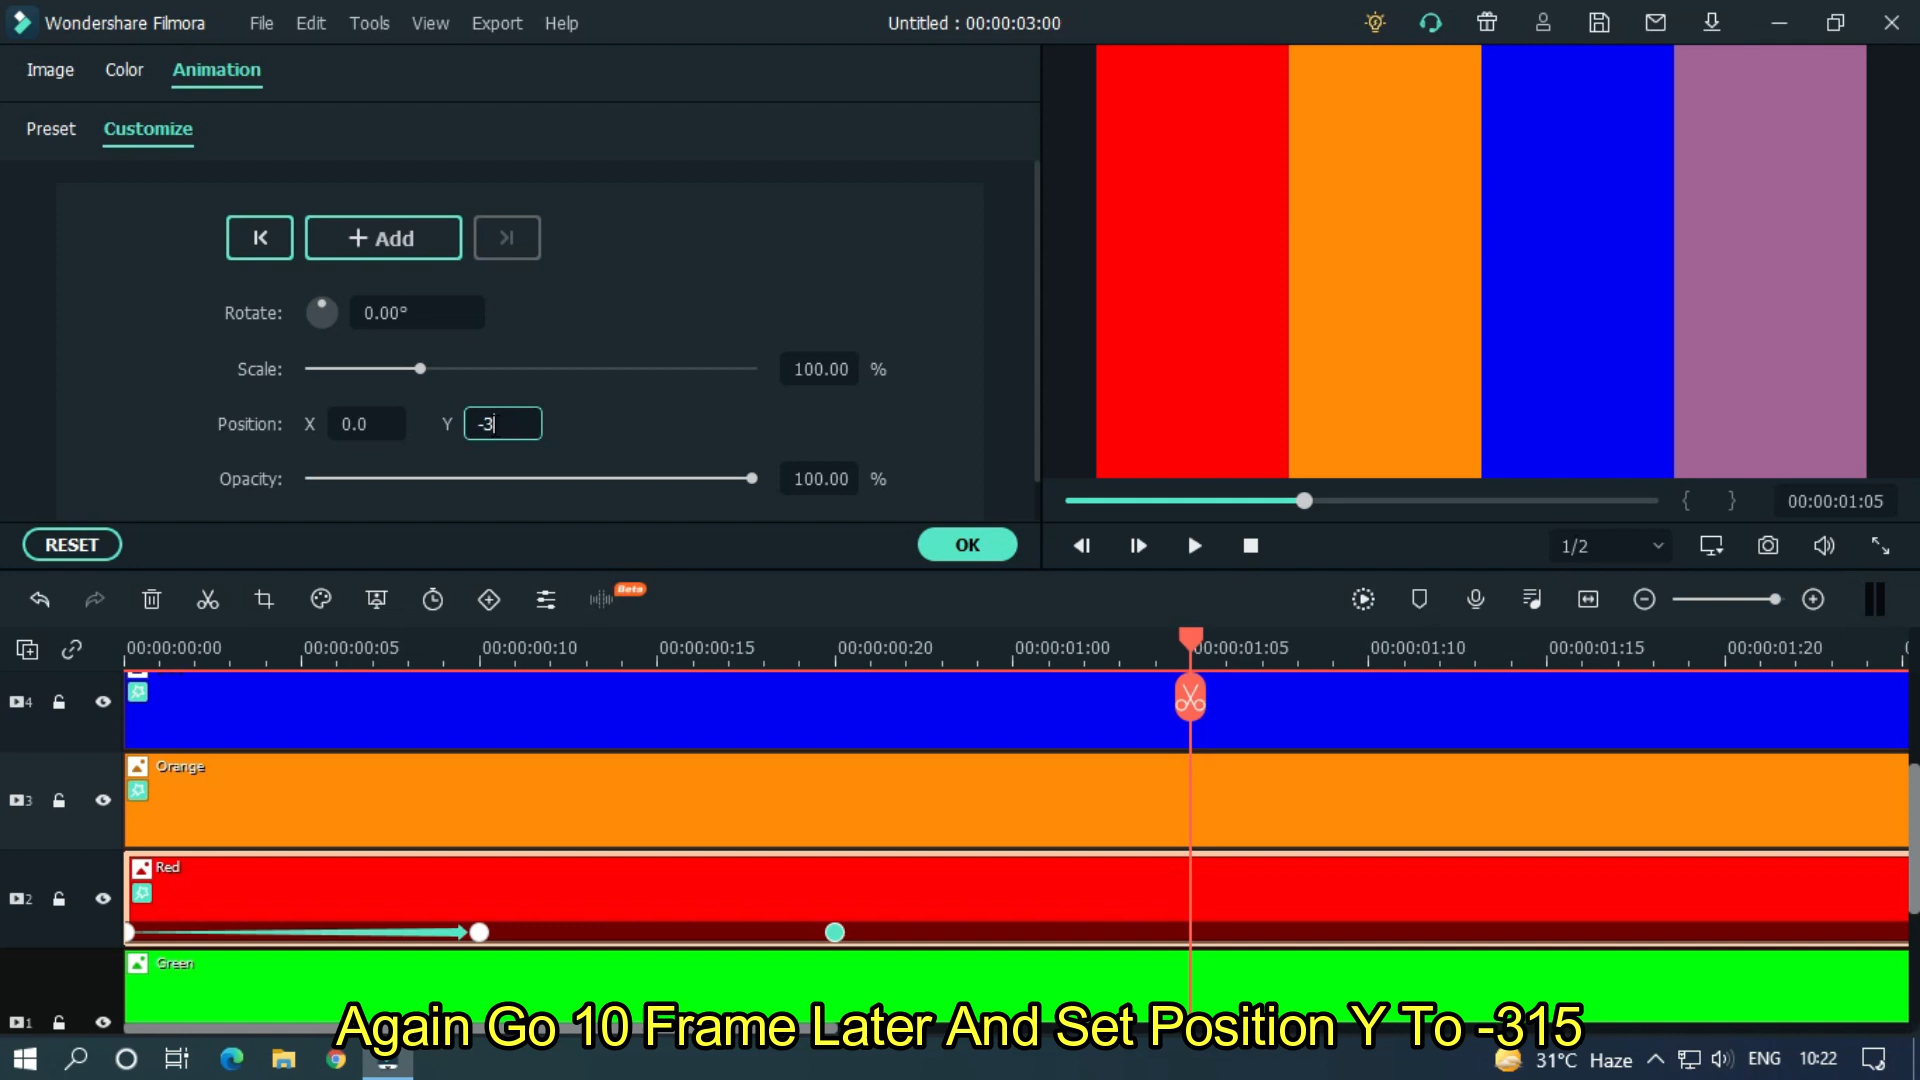 Wondershare Filmora File Edit Tools View Export Help Untitled : 00:00:03:00
Image Color Animation
Preset Customize
Add
Rotate: 0.00°
Scale: 100.00 %
Position: X 0.0 Y -3
Opacity: 100.00 %
{ } 00:00:01:05
RESET OK
1/2
Beta
00:00:00:00 00:00:00:05 00:00:00:10 00:00:00:15 00:00:00:20 00:00:01:00 00:00:01:05 00:00:01:10 00:00:01:15 00:00:01:20
4
Orange
3
Red
2
Green
1
Again Go 10 Frame Later And Set Position Y To -315
31°C Haze ENG 10:22